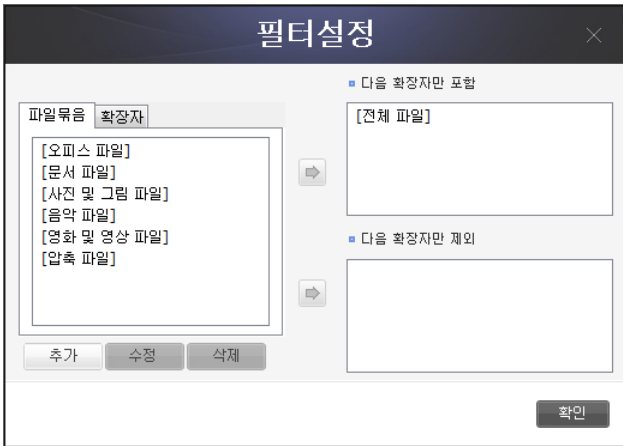 필터설정
파일묶음
확장자
[오피스 파일]
[문서 파일]
[사진 및 그림 파일]
[음악 파일]
[영화 및 영상 파일]
[압축 파일]
추가
수정
삭제
다음 확장자만 포함
[전체 파일]
다음 확장자만 제외
확인